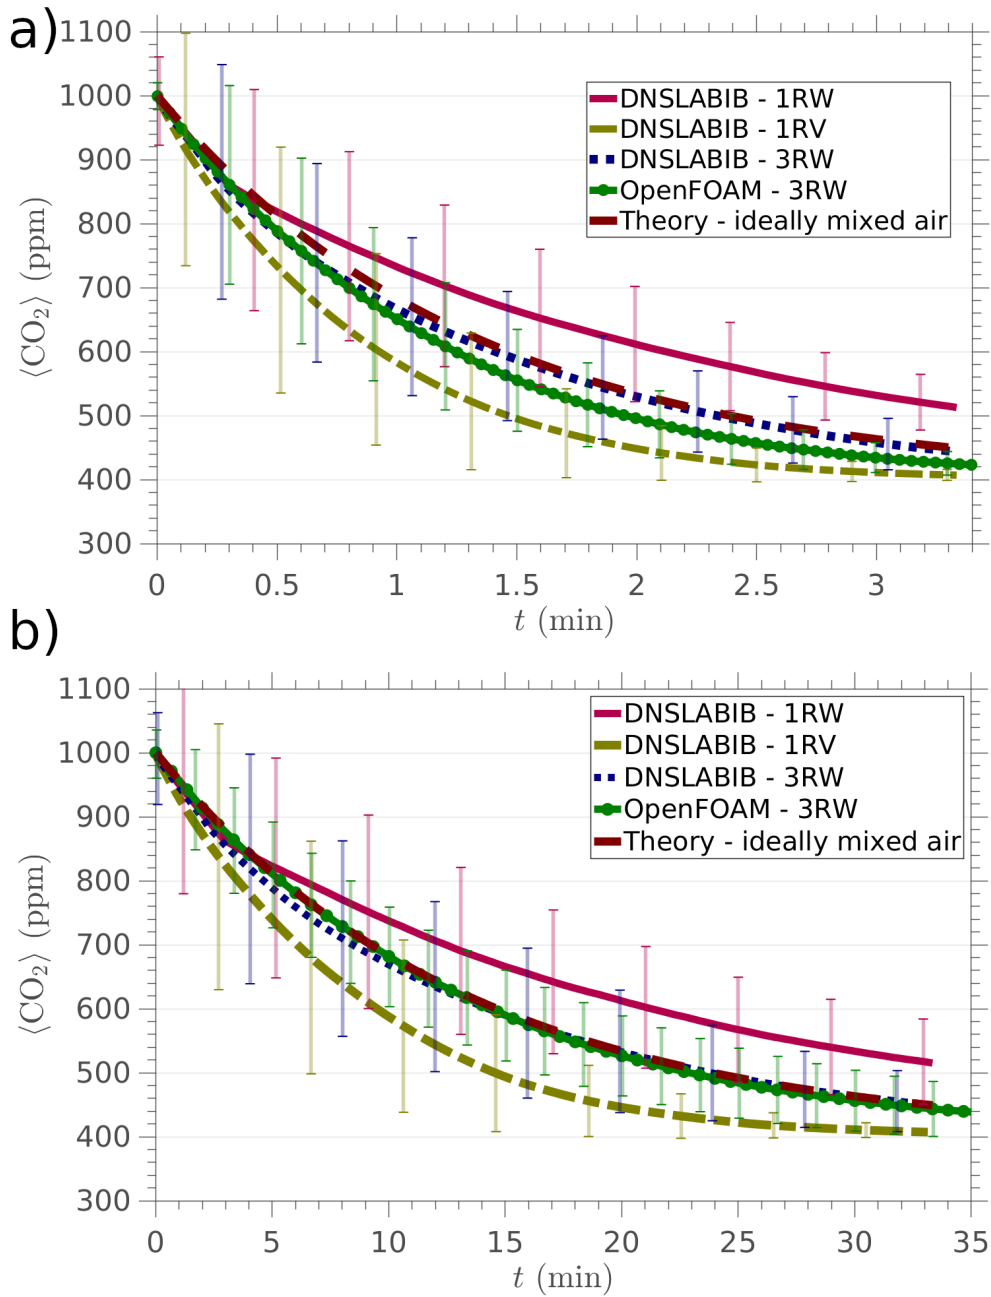 a)
1100
1000
900
800
700
600
500
400
300
⟨CO₂⟩ (ppm)
DNSLABIB - 1RW
DNSLABIB - 1RV
DNSLABIB - 3RW
OpenFOAM - 3RW
Theory - ideally mixed air
0 0.5 1 1.5 2 2.5 3
t (min)
b)
1100
1000
900
800
700
600
500
400
300
⟨CO₂⟩ (ppm)
DNSLABIB - 1RW
DNSLABIB - 1RV
DNSLABIB - 3RW
OpenFOAM - 3RW
Theory - ideally mixed air
0 5 10 15 20 25 30 35
t (min)